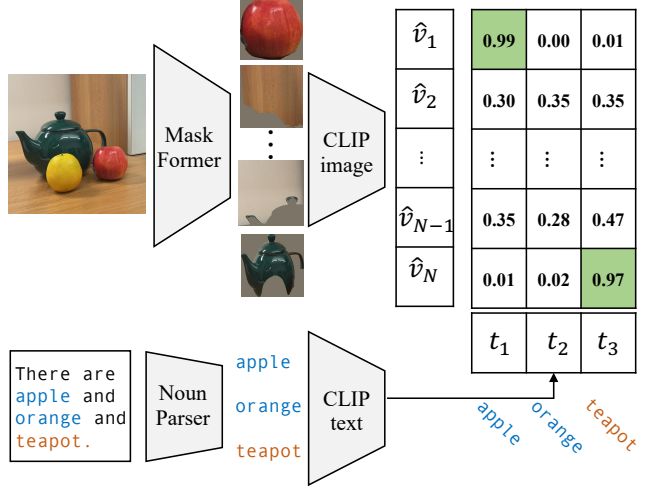 Mask
Former
CLIP
image
v̂₁ 0.99 0.00 0.01
v̂₂ 0.30 0.35 0.35
⋮ ⋮ ⋮ ⋮
v̂_{N−1} 0.35 0.28 0.47
v̂_N 0.01 0.02 0.97
t₁ t₂ t₃
apple orange teapot
There are
apple and
orange and
teapot.
Noun
Parser
apple
orange
teapot
CLIP
text